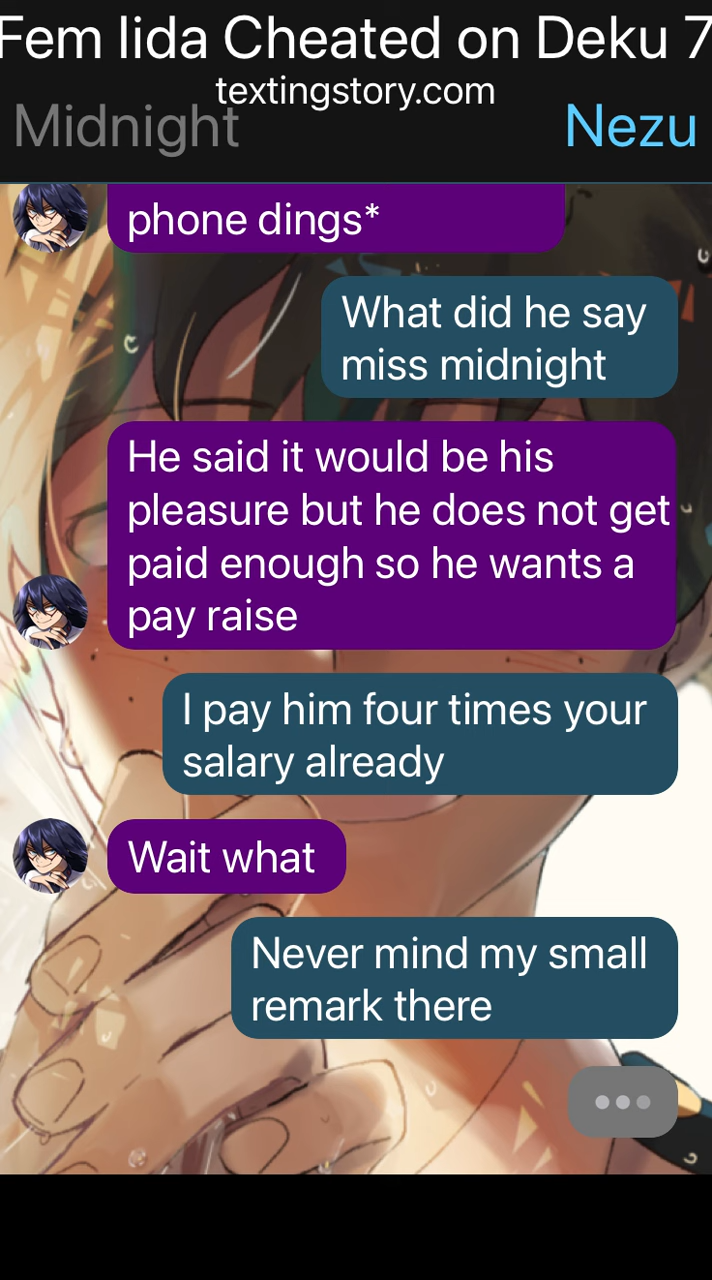 Fem Iida Cheated on Deku 7
textingstory.com
Midnight
Nezu
phone dings*
What did he say
miss midnight
He said it would be his
pleasure but he does not get
paid enough so he wants a
pay raise
I pay him four times your
salary already
Wait what
Never mind my small
remark there